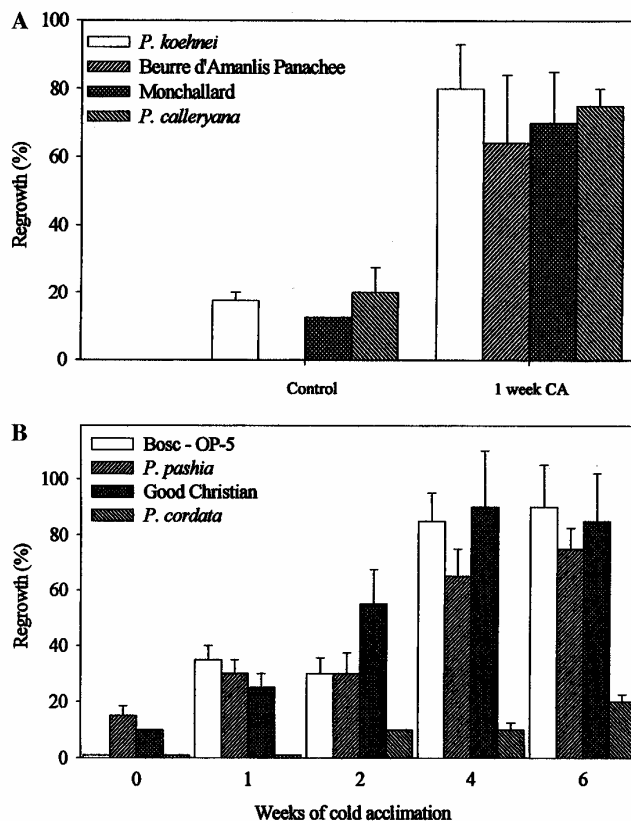 A
100
80
60
40
20
0
Regrowth (%)
P. koehnei
Beurre d'Amanlis Panachee
Monchallard
P. calleryana
Control
1 week CA
B
100
80
60
40
20
0
Regrowth (%)
Bosc - OP-5
P. pashia
Good Christian
P. cordata
0
1
2
4
6
Weeks of cold acclimation